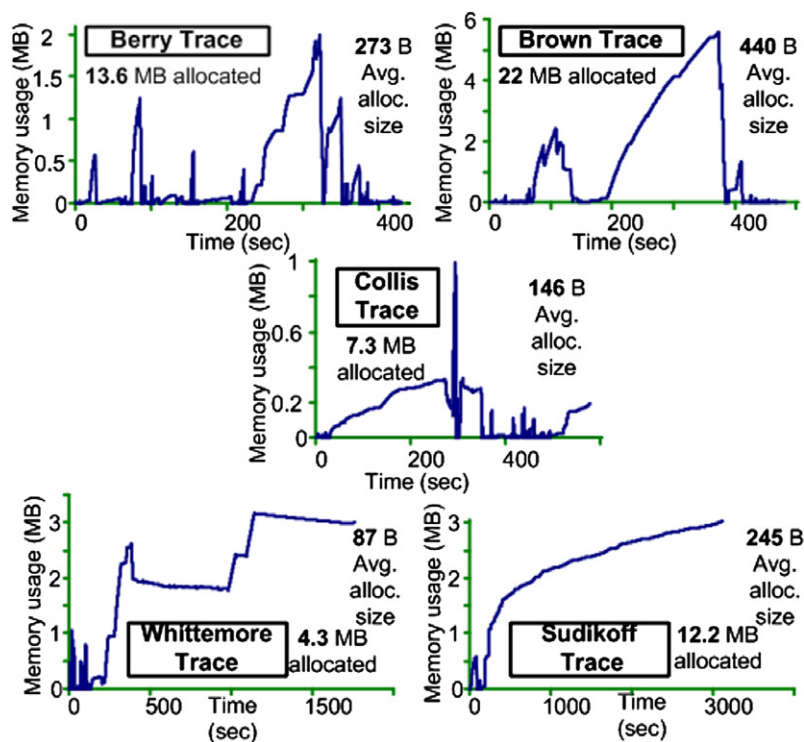 Berry Trace
13.6 MB allocated
273 B
Avg.
alloc.
size
Memory usage (MB)
2
1.5
1
0.5
0
0
200
400
Time (sec)
Brown Trace
22 MB allocated
440 B
Avg.
alloc.
size
Memory usage (MB)
6
4
2
0
0
200
400
Time (sec)
Collis
Trace
7.3 MB
allocated
146 B
Avg.
alloc.
size
Memory usage (MB)
1
0.6
0.2
0
0
200
400
Time (sec)
Whittemore
Trace
4.3 MB
allocated
87 B
Avg.
alloc.
size
Memory usage (MB)
3
2
1
0
0
500
1500
Time
(sec)
Sudikoff
Trace
12.2 MB
allocated
245 B
Avg.
alloc.
size
Memory usage (MB)
3
2
1
0
0
1000
3000
Time
(sec)